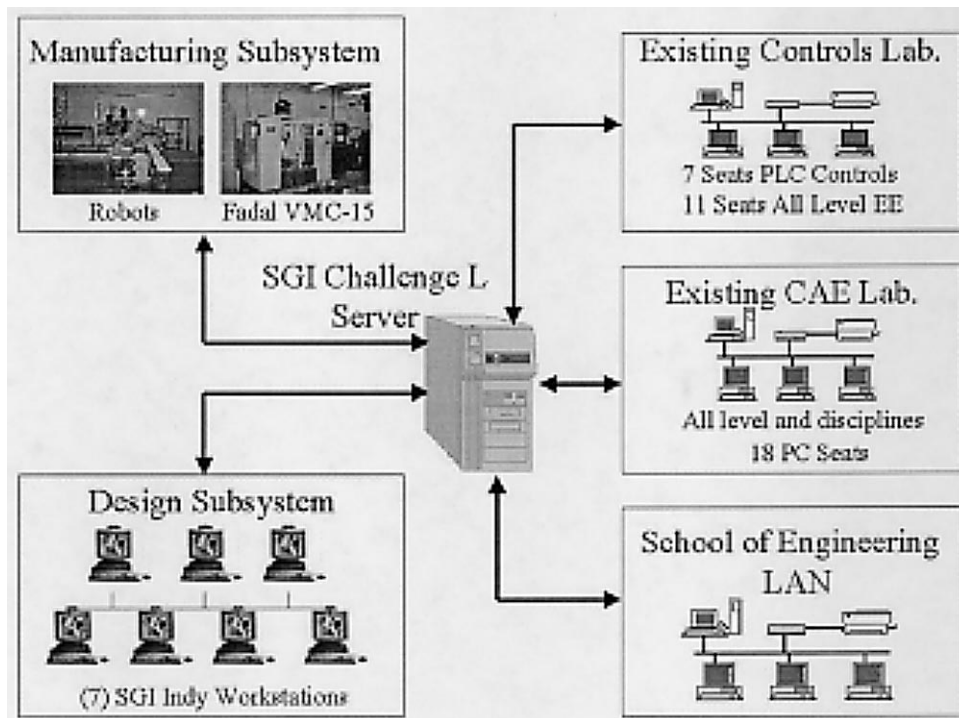 Manufacturing Subsystem
Robots
Fadal VMC-15
SGI Challenge L
Server
Design Subsystem
(7) SGI Indy Workstations
Existing Controls Lab.
7 Seats PLC Controls
11 Seats All Level EE
Existing CAE Lab.
All level and disciplines
18 PC Seats
School of Engineering
LAN